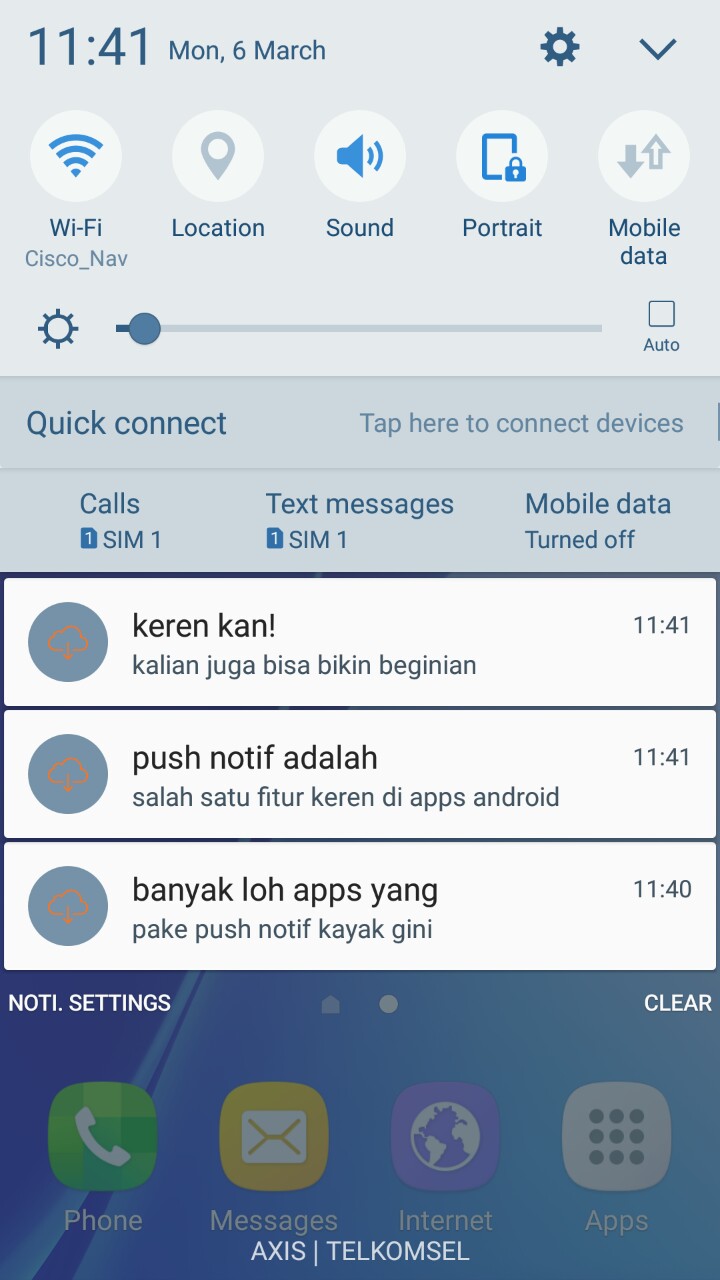 11:41 Mon, 6 March
Wi-Fi Location Sound Portrait Mobile data
Cisco_Nav
Auto
Quick connect Tap here to connect devices
Calls Text messages Mobile data
1 SIM 1 1 SIM 1 Turned off
keren kan! 11:41
kalian juga bisa bikin beginian
push notif adalah 11:41
salah satu fitur keren di apps android
banyak loh apps yang 11:40
pake push notif kayak gini
NOTI. SETTINGS CLEAR
Phone Messages Internet Apps
AXIS | TELKOMSEL